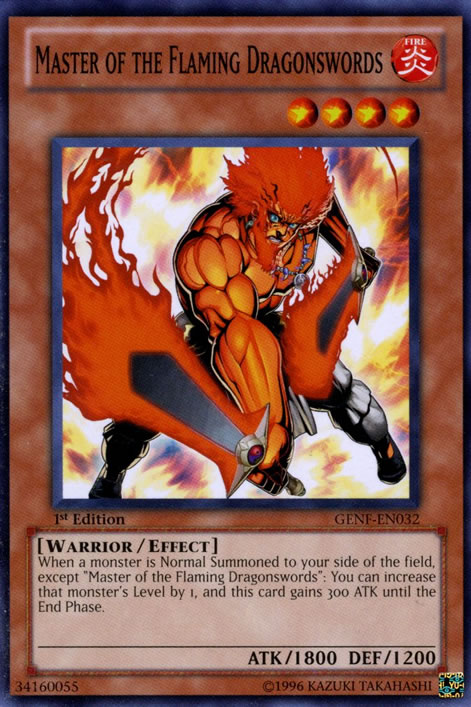 MASTER OF THE FLAMING DRAGONSWORDS
FIRE
炎
1st Edition
GENF-EN032
[WARRIOR / EFFECT]
When a monster is Normal Summoned to your side of the field,
except "Master of the Flaming Dragonswords": You can increase
that monster's Level by 1, and this card gains 300 ATK until the
End Phase.
ATK/1800 DEF/1200
34160055
©1996 KAZUKI TAKAHASHI